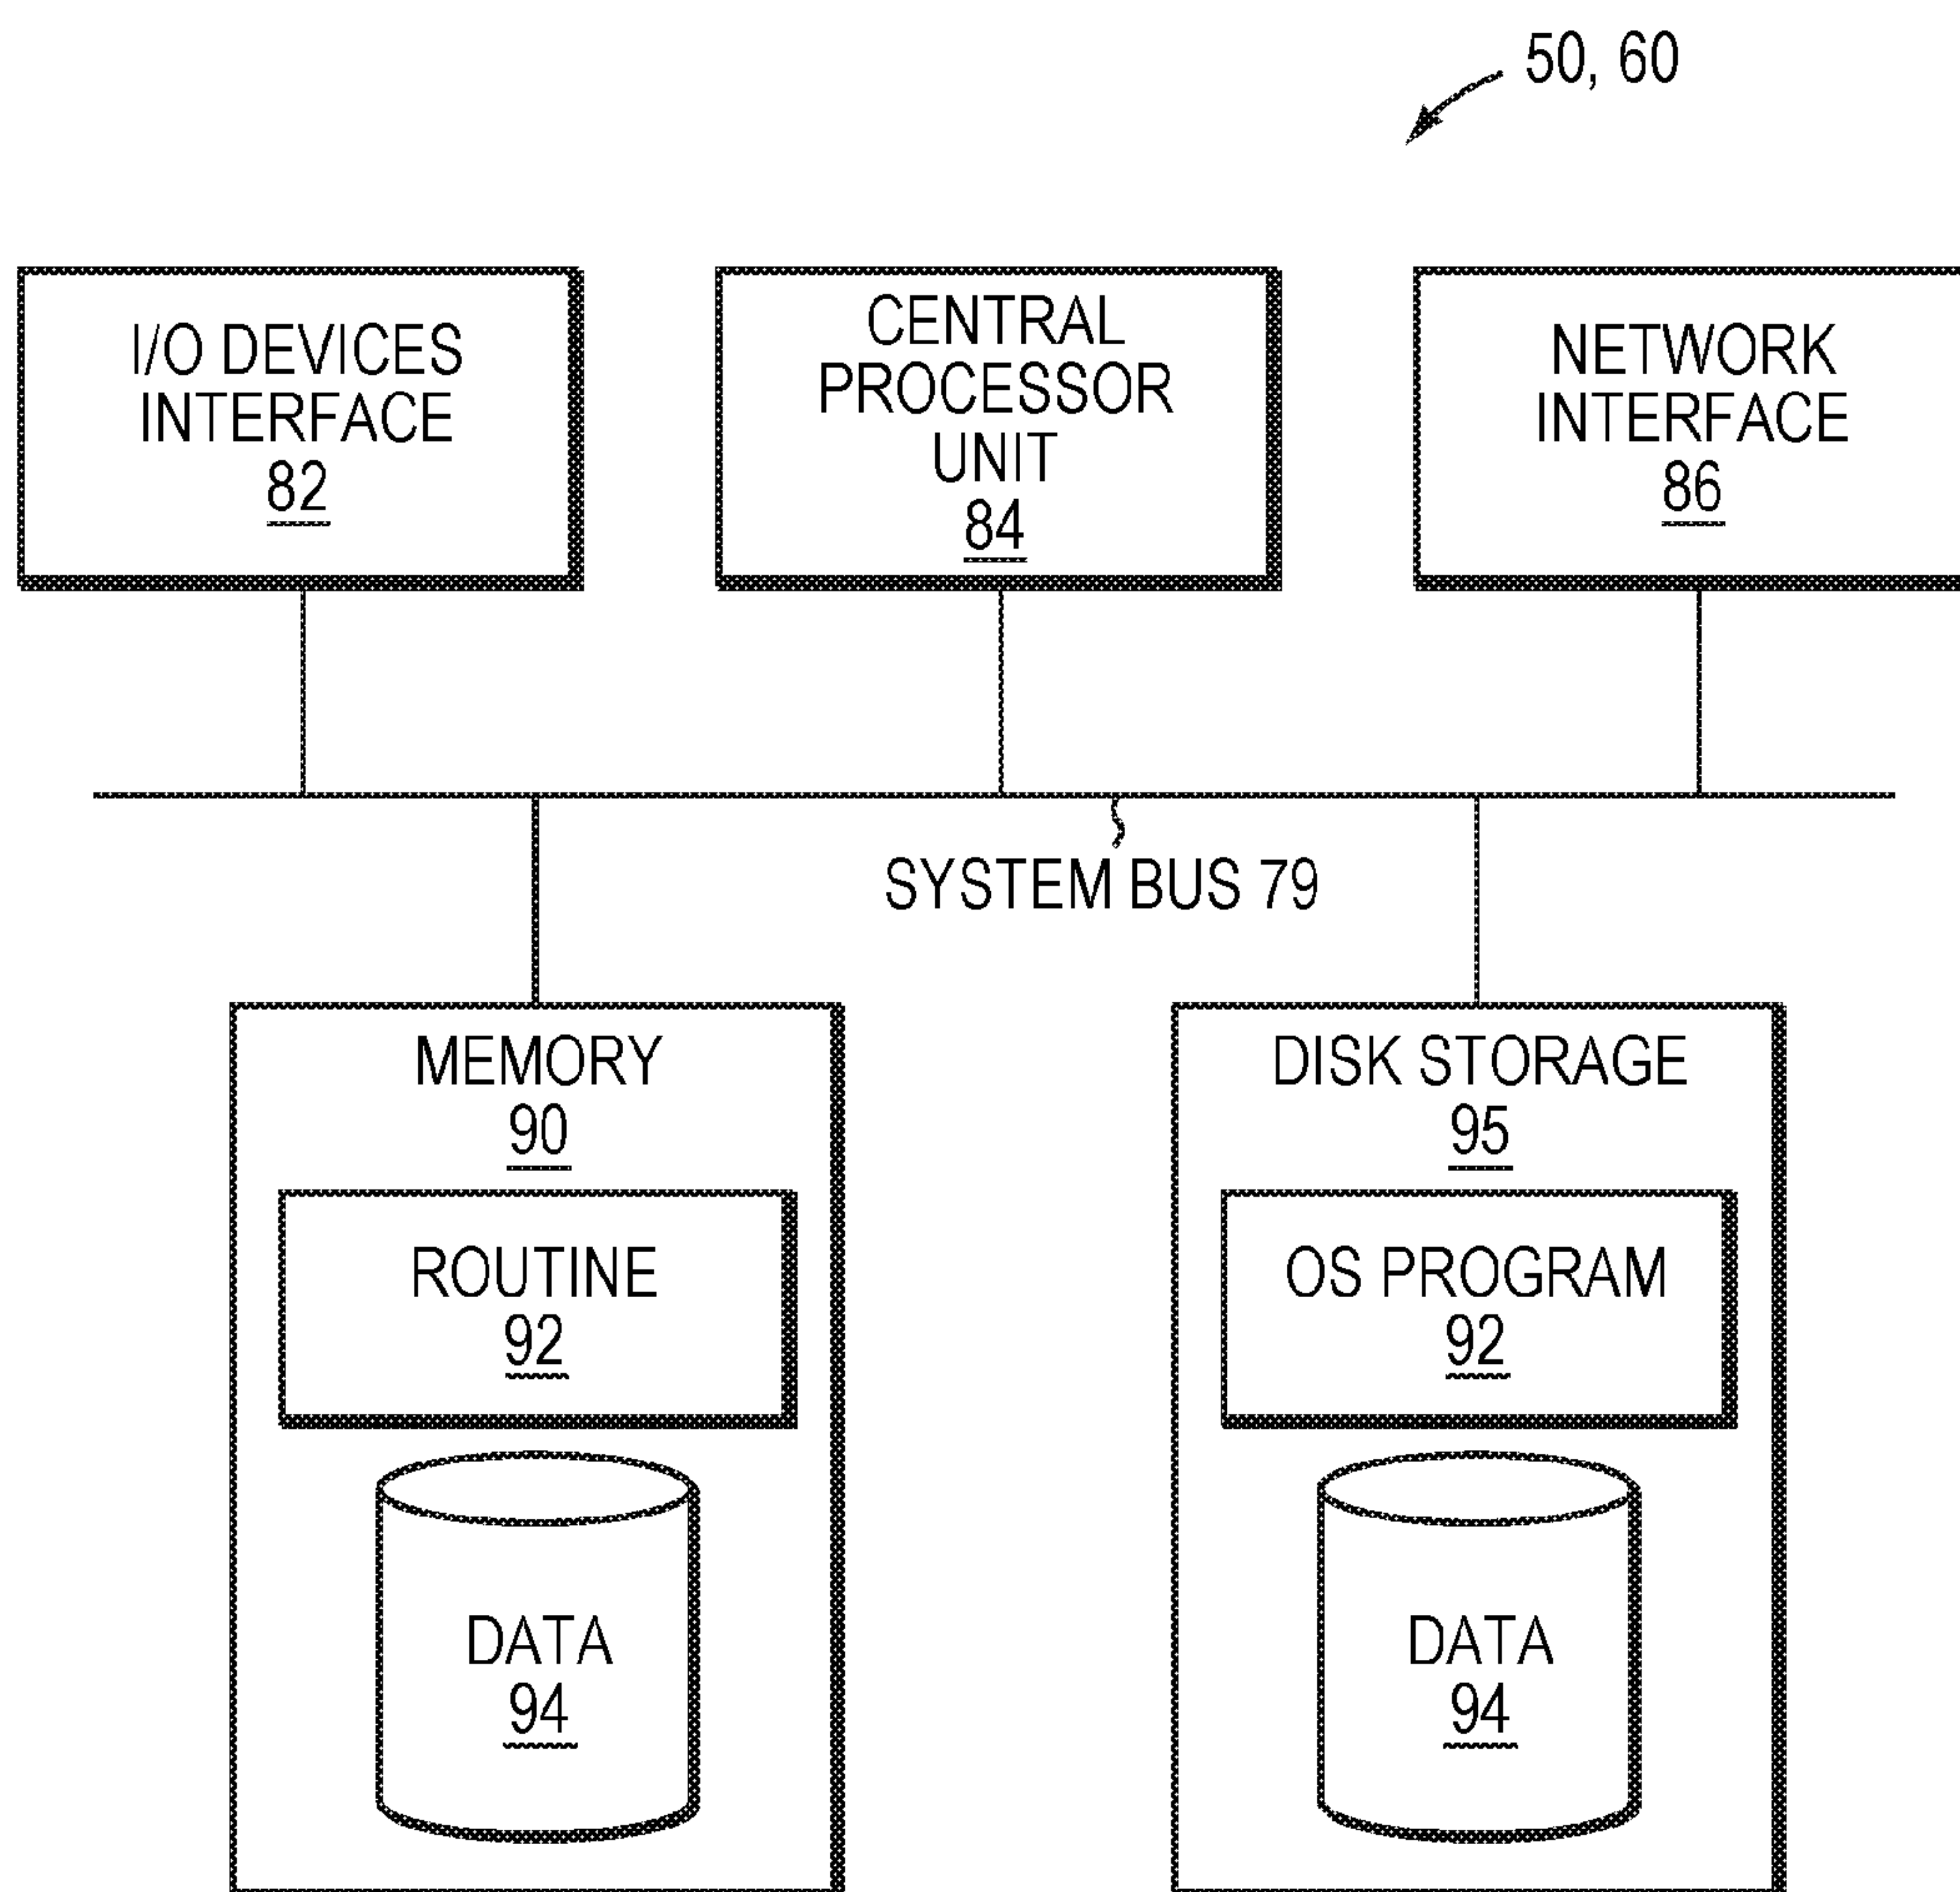 50, 60
I/O DEVICES
INTERFACE
82
CENTRAL
PROCESSOR
UNIT
84
NETWORK
INTERFACE
86
SYSTEM BUS 79
MEMORY
90
ROUTINE
92
DATA
94
DISK STORAGE
95
OS PROGRAM
92
DATA
94